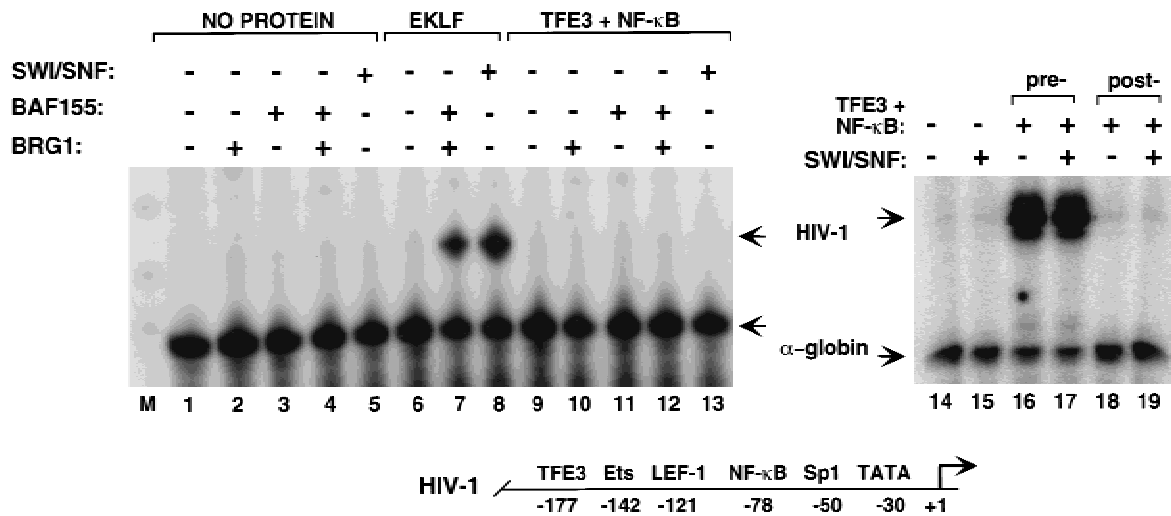 NO PROTEIN EKLF TFE3 + NF-κB
SWI/SNF: - - - - + - - + - - - - +
BAF155: - - + + - - + - - - + + -
BRG1: - + - + - - + - - + - + -
pre- post-
TFE3 +
NF-κB: - - + + + +
SWI/SNF: - + - + - +
HIV-1
α-globin
M 1 2 3 4 5 6 7 8 9 10 11 12 13
14 15 16 17 18 19
TFE3 Ets LEF-1 NF-κB Sp1 TATA
HIV-1
-177 -142 -121 -78 -50 -30 +1